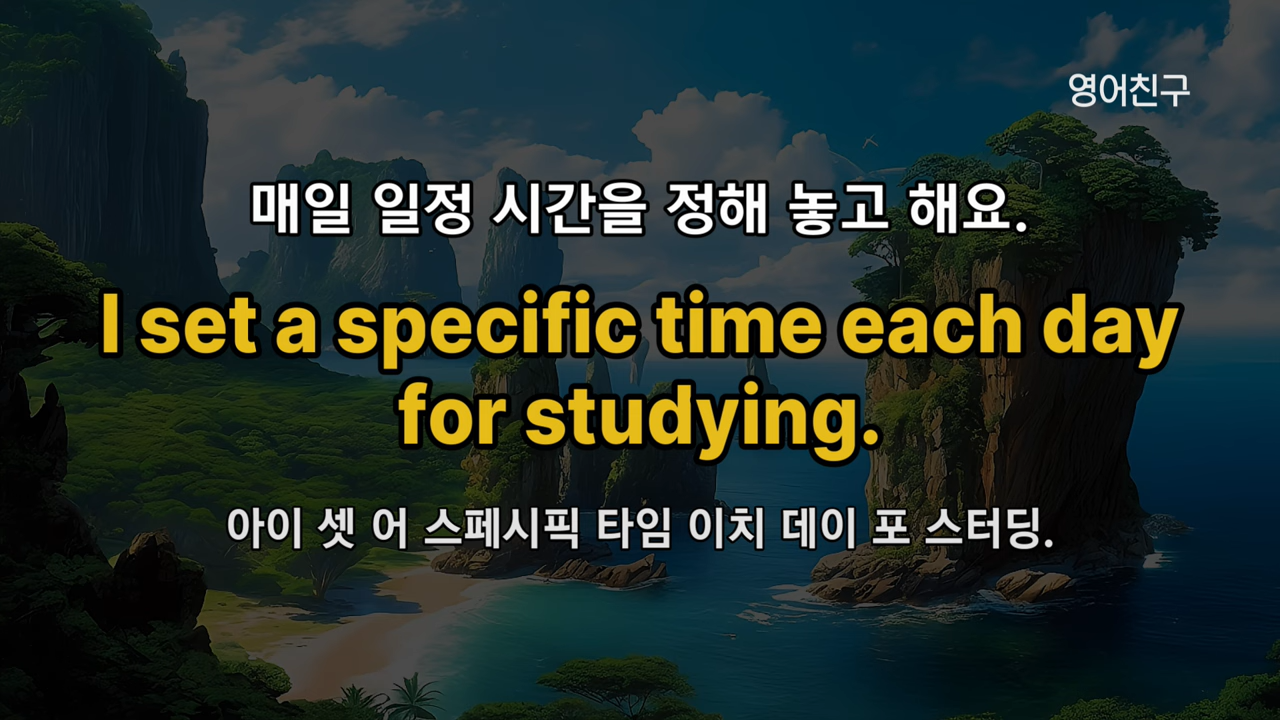 영어친구
매일 일정 시간을 정해 놓고 해요.
I set a specific time each day
for studying.
아이 셋 어 스페시픽 타임 이치 데이 포 스터딩.